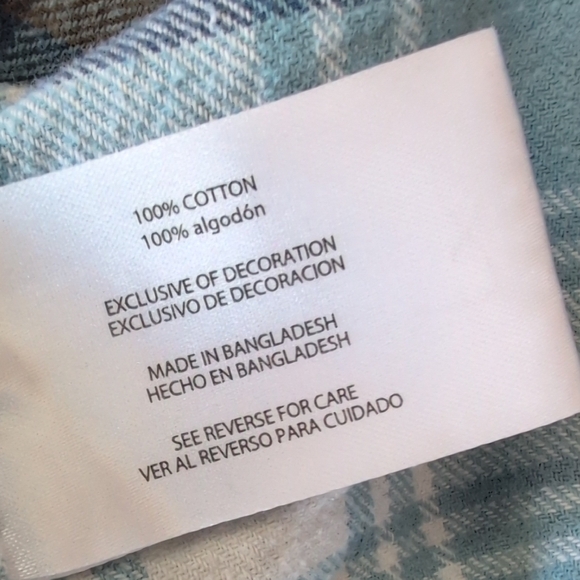 100% COTTON
100% algodón
EXCLUSIVE OF DECORATION
EXCLUSIVO DE DECORACION
MADE IN BANGLADESH
HECHO EN BANGLADESH
SEE REVERSE FOR CARE
VER AL REVERSO PARA CUIDADO